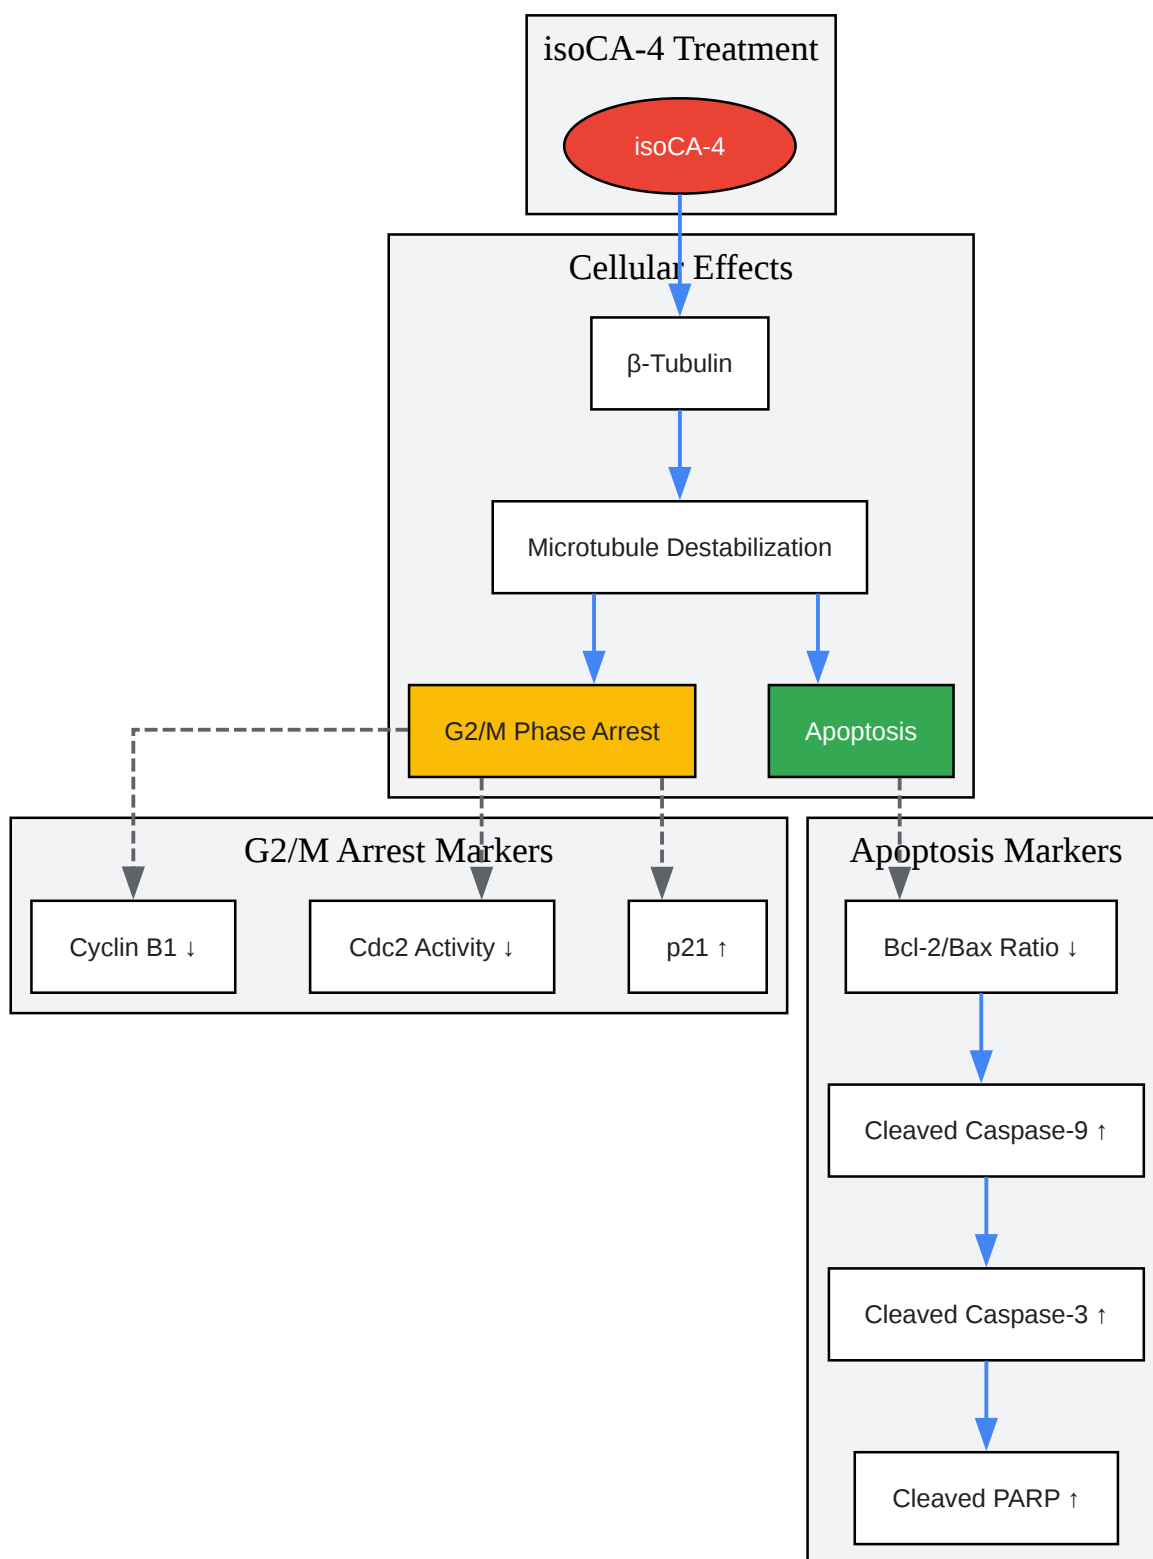 isoCA-4 Treatment
isoCA-4
Cellular Effects
β-Tubulin
Microtubule Destabilization
G2/M Phase Arrest
Apoptosis
G2/M Arrest Markers
Cyclin B1 ↓
Cdc2 Activity ↓
p21 ↑
Apoptosis Markers
Bcl-2/Bax Ratio ↓
Cleaved Caspase-9 ↑
Cleaved Caspase-3 ↑
Cleaved PARP ↑